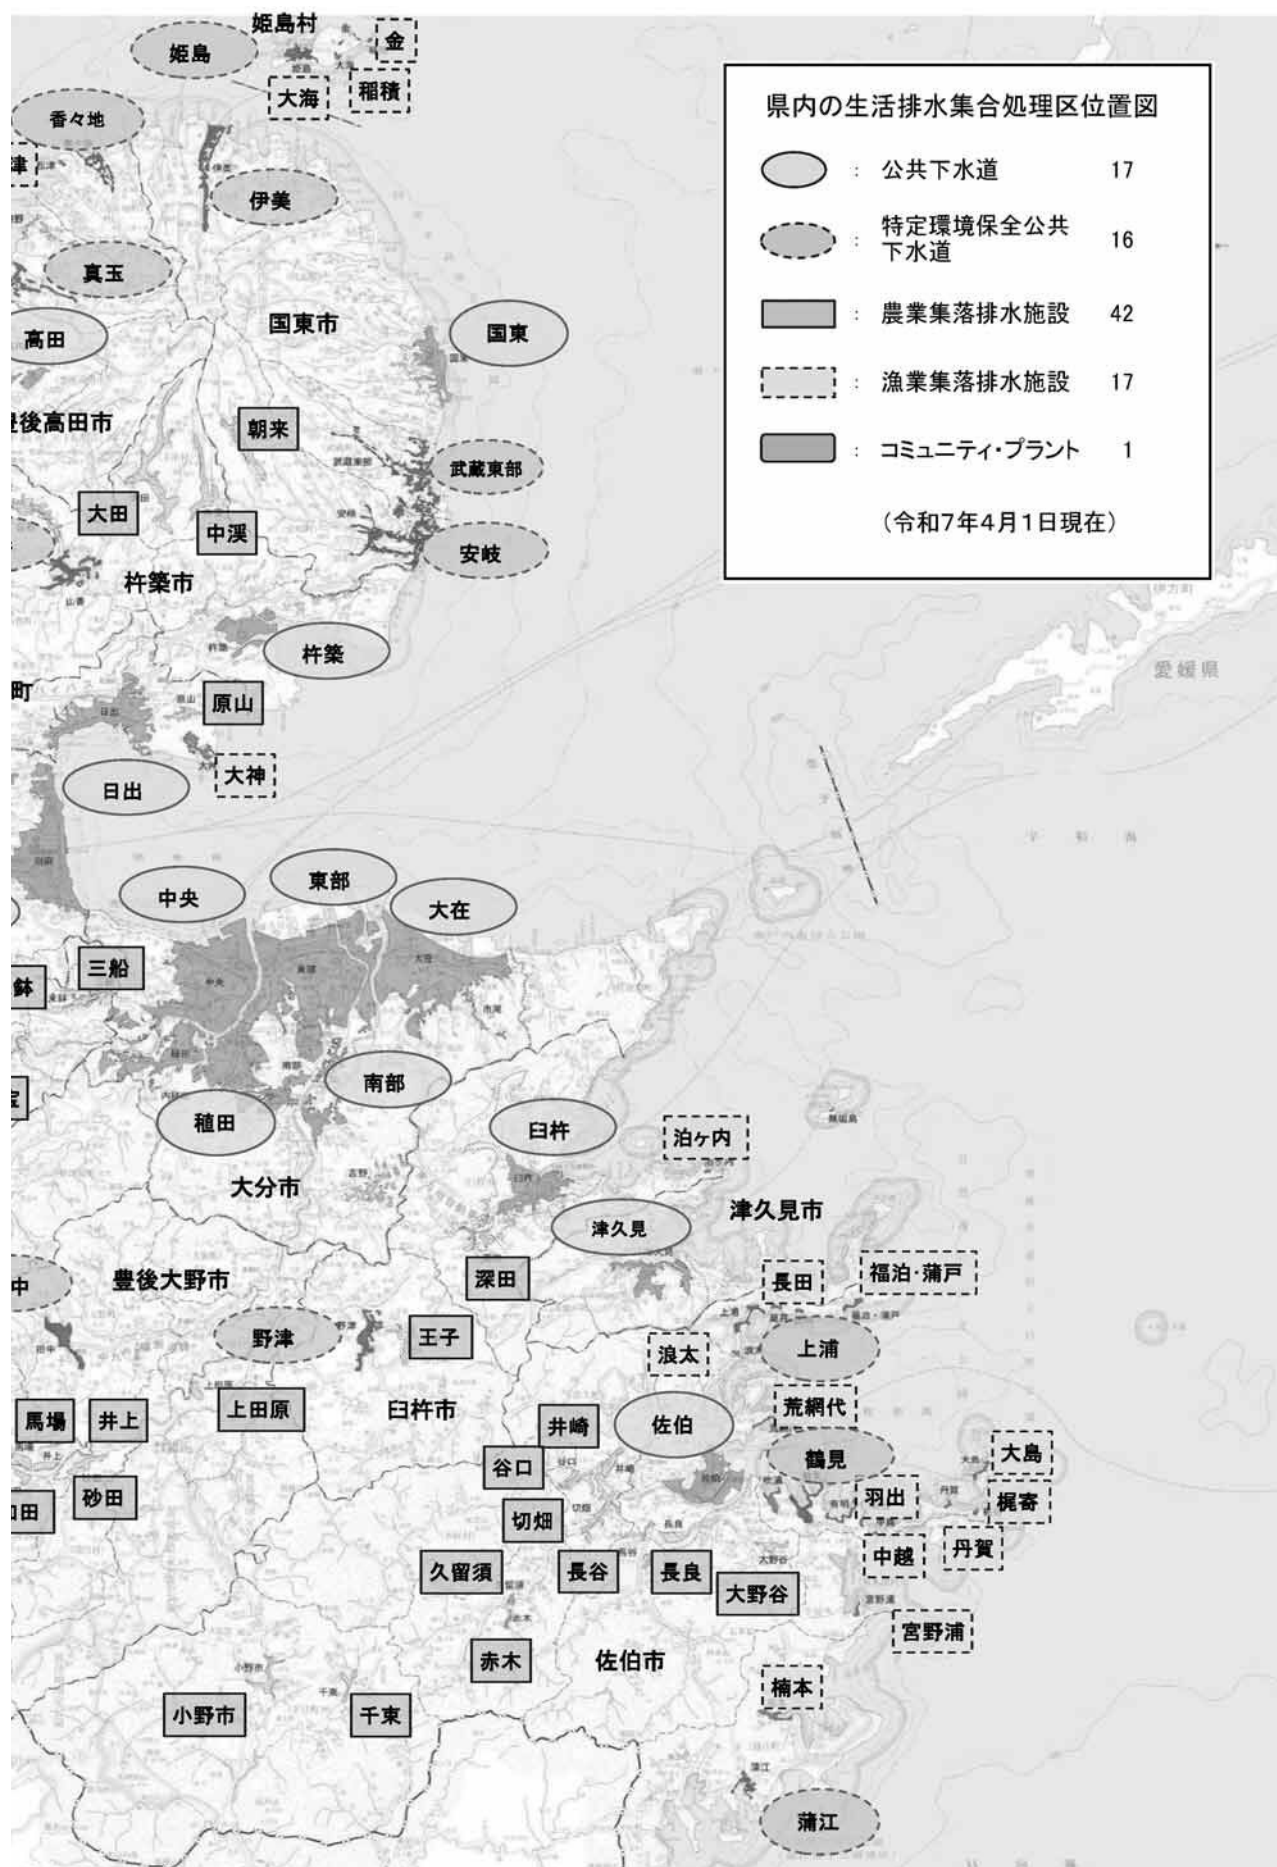 姫島村
姫島
金
大海
稲積
香々地
津
伊美
真玉
国東市
高田
国東
後高田市
朝来
武蔵東部
大田
中渓
安岐
杵築市
杵築
町
原山
大神
日出
県内の生活排水集合処理区位置図
： 公共下水道 17
： 特定環境保全公共
下水道 16
： 農業集落排水施設 42
： 漁業集落排水施設 17
： コミュニティ・プラント 1
（令和7年4月1日現在）
伊方町
愛媛県
中央
東部
大在
三船
鉢
南部
稙田
臼杵
泊ヶ内
大分市
津久見
津久見市
深田
長田
福泊・蒲戸
中
豊後大野市
野津
王子
浪太
上浦
馬場
井上
上田原
臼杵市
井崎
佐伯
荒網代
鶴見
大島
谷口
砂田
田
切畑
羽出
梶寄
久留須
長谷
長良
大野谷
中越
丹賀
宮野浦
赤木
佐伯市
楠本
小野市
千束
蒲江